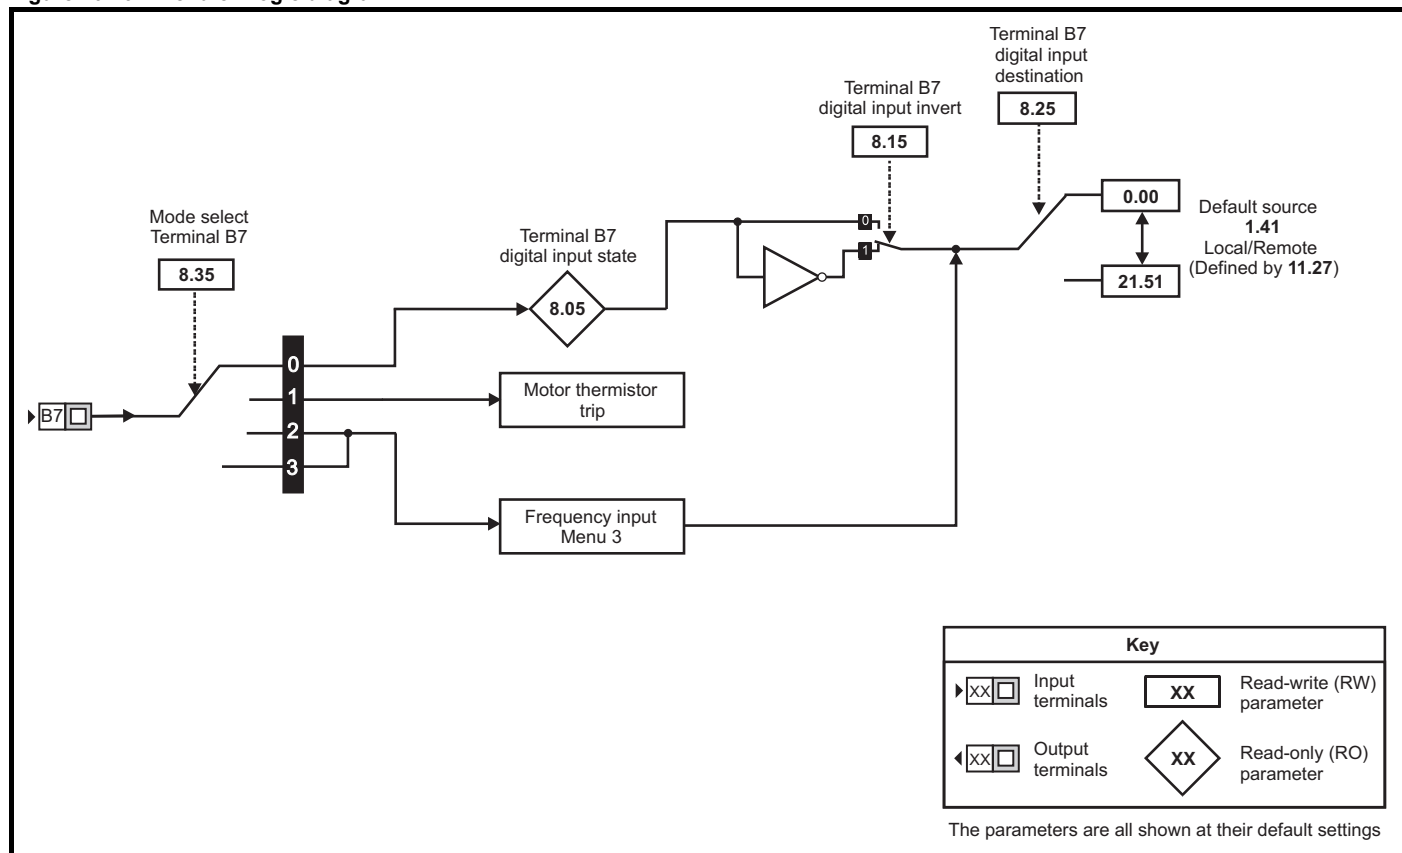 Terminal B7
digital input
destination
8.25
Terminal B7
digital input invert
8.15
0.00
Default source
1.41
Local/Remote
(Defined by 11.27)
21.51
Mode select
Terminal B7
8.35
Terminal B7
digital input state
8.05
0
1
B7
0
1
2
3
Motor thermistor
trip
Frequency input
Menu 3
Key
XX
Input
terminals
XX
Read-write (RW)
parameter
XX
Output
terminals
XX
Read-only (RO)
parameter
The parameters are all shown at their default settings